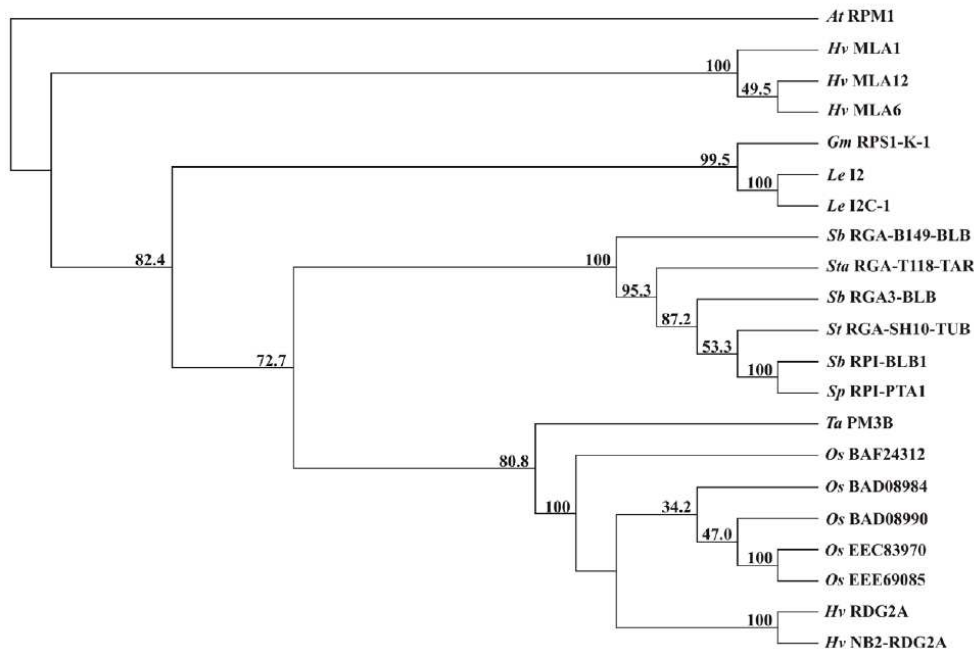 At RPM1
Hv MLA1
100
Hv MLA12
49.5
Hv MLA6
Gm RPS1-K-1
99.5
Le I2
100
Le I2C-1
Sb RGA-B149-BLB
82.4
100
Sta RGA-T118-TAR
95.3
Sb RGA3-BLB
87.2
St RGA-SH10-TUB
53.3
72.7
Sb RPI-BLB1
100
Sp RPI-PTA1
Ta PM3B
80.8
Os BAF24312
Os BAD08984
100
34.2
Os BAD08990
47.0
Os EEC83970
100
Os EEE69085
Hv RDG2A
100
Hv NB2-RDG2A